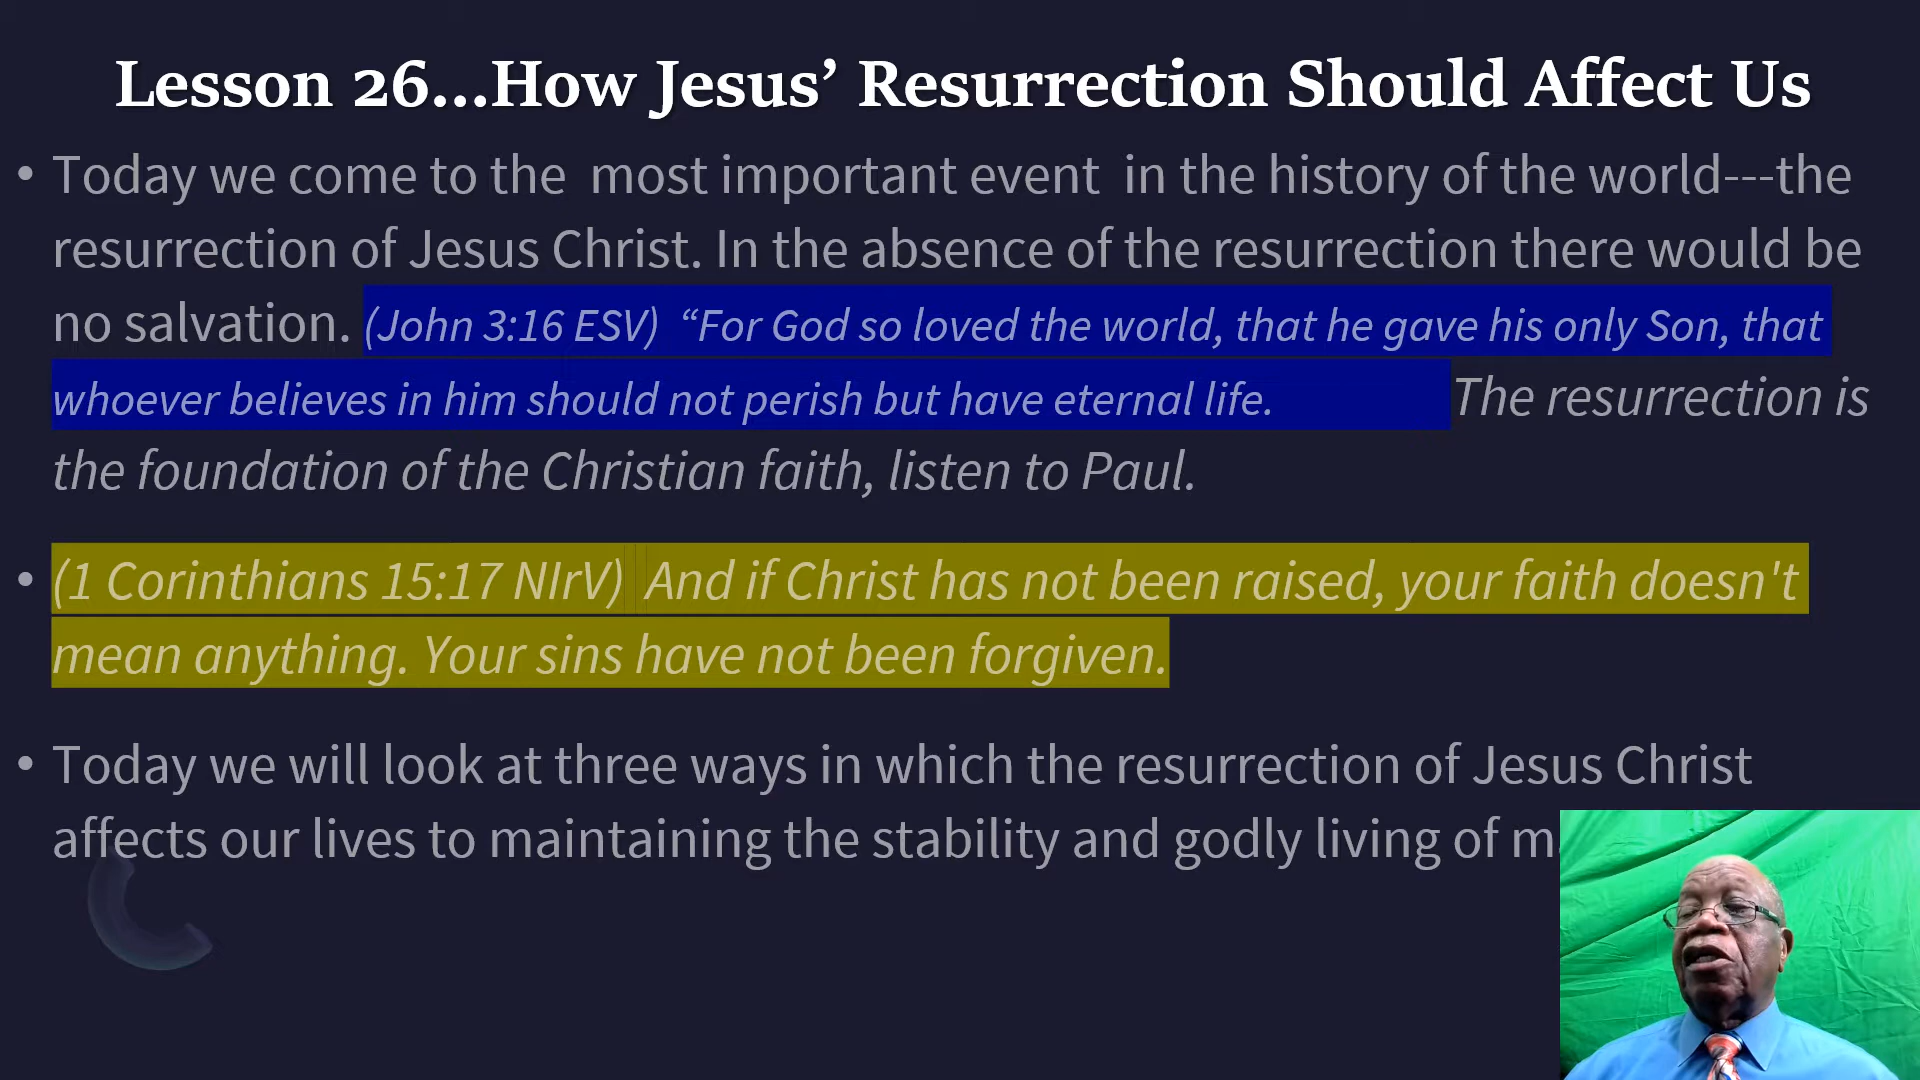 Lesson 26...How Jesus’ Resurrection Should Affect Us
• Today we come to the  most important event  in the history of the world---the
resurrection of Jesus Christ. In the absence of the resurrection there would be
no salvation. (John 3:16 ESV)  “For God so loved the world, that he gave his only Son, that
whoever believes in him should not perish but have eternal life. The resurrection is
the foundation of the Christian faith, listen to Paul.
• (1 Corinthians 15:17 NIrV)  And if Christ has not been raised, your faith doesn't
mean anything. Your sins have not been forgiven.
• Today we will look at three ways in which the resurrection of Jesus Christ
affects our lives to maintaining the stability and godly living of